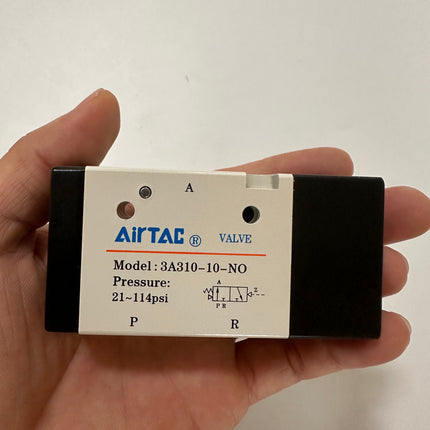 A
AirTAC ® VALVE
Model : 3A310-10-NO
Pressure:
21~114psi
A
Z
P R
P R